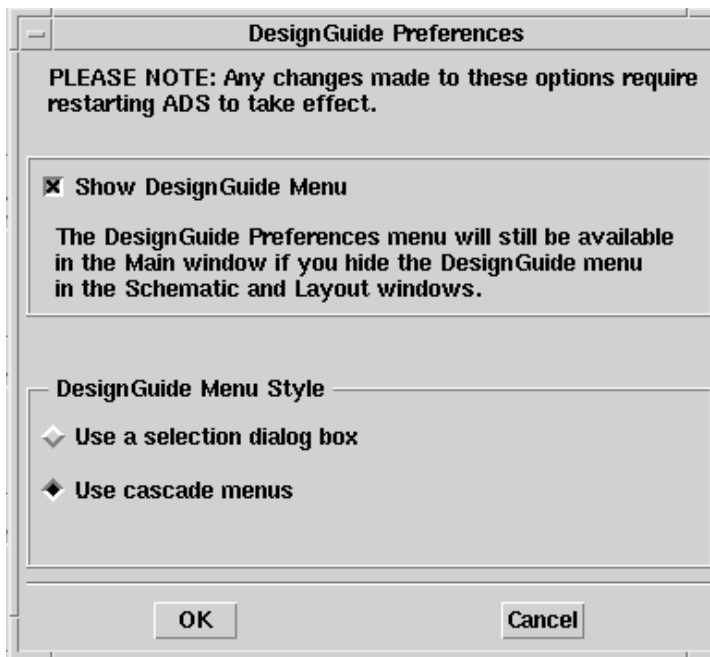 DesignGuide Preferences
PLEASE NOTE: Any changes made to these options require
restarting ADS to take effect.
Show DesignGuide Menu
The DesignGuide Preferences menu will still be available
in the Main window if you hide the DesignGuide menu
in the Schematic and Layout windows.
DesignGuide Menu Style
Use a selection dialog box
Use cascade menus
OK Cancel